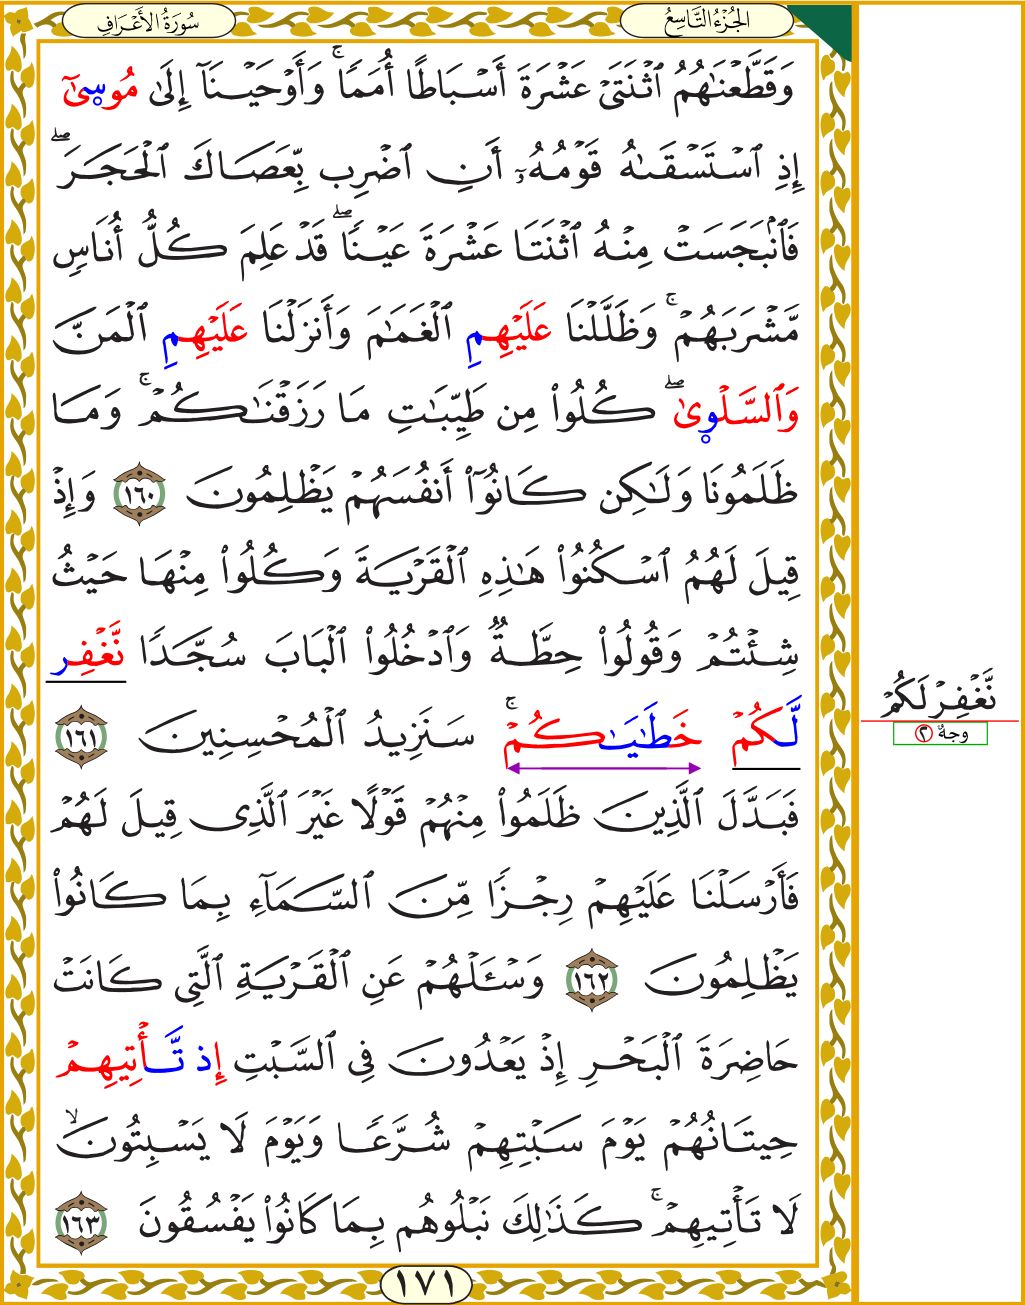 الجُزْءُ التَّاسِعُ
سُورَةُ الأَعْرَافِ
وَقَطَّعْنَٰهُمُ ٱثْنَتَىْ عَشْرَةَ أَسْبَاطًا أُمَمًا ۚ وَأَوْحَيْنَآ إِلَىٰ مُوسِىٰٓ
إِذِ ٱسْتَسْقَىٰهُ قَوْمُهُۥٓ أَنِ ٱضْرِب بِّعَصَاكَ ٱلْحَجَرَ ۖ
فَٱنۢبَجَسَتْ مِنْهُ ٱثْنَتَا عَشْرَةَ عَيْنًا ۖ قَدْ عَلِمَ كُلُّ أُنَاسٍ
مَّشْرَبَهُمْ ۚ وَظَلَّلْنَا عَلَيْهِمِ ٱلْغَمَٰمَ وَأَنزَلْنَا عَلَيْهِمِ ٱلْمَنَّ
وَٱلسَّلْوِىٰ ۖ كُلُوا۟ مِن طَيِّبَٰتِ مَا رَزَقْنَٰكُمْ ۚ وَمَا
ظَلَمُونَا وَلَٰكِن كَانُوٓا۟ أَنفُسَهُمْ يَظْلِمُونَ ١٦٠ وَإِذْ
قِيلَ لَهُمُ ٱسْكُنُوا۟ هَٰذِهِ ٱلْقَرْيَةَ وَكُلُوا۟ مِنْهَا حَيْثُ
شِئْتُمْ وَقُولُوا۟ حِطَّةٌ وَٱدْخُلُوا۟ ٱلْبَابَ سُجَّدًا نَّغْفِر
لَّكُمْ خَطَٰيَٰكُمْ ۚ سَنَزِيدُ ٱلْمُحْسِنِينَ ١٦١
نَّغْفِرْ لَكُمْ
وجهٌ ٢
فَبَدَّلَ ٱلَّذِينَ ظَلَمُوا۟ مِنْهُمْ قَوْلًا غَيْرَ ٱلَّذِى قِيلَ لَهُمْ
فَأَرْسَلْنَا عَلَيْهِمْ رِجْزًا مِّنَ ٱلسَّمَآءِ بِمَا كَانُوا۟
يَظْلِمُونَ ١٦٢ وَسْـَٔلْهُمْ عَنِ ٱلْقَرْيَةِ ٱلَّتِى كَانَتْ
حَاضِرَةَ ٱلْبَحْرِ إِذْ يَعْدُونَ فِى ٱلسَّبْتِ إِذ تَّأْتِيهِمْ
حِيتَانُهُمْ يَوْمَ سَبْتِهِمْ شُرَّعًا وَيَوْمَ لَا يَسْبِتُونَ ۙ
لَا تَأْتِيهِمْ ۚ كَذَٰلِكَ نَبْلُوهُم بِمَا كَانُوا۟ يَفْسُقُونَ ١٦٣
١٧١